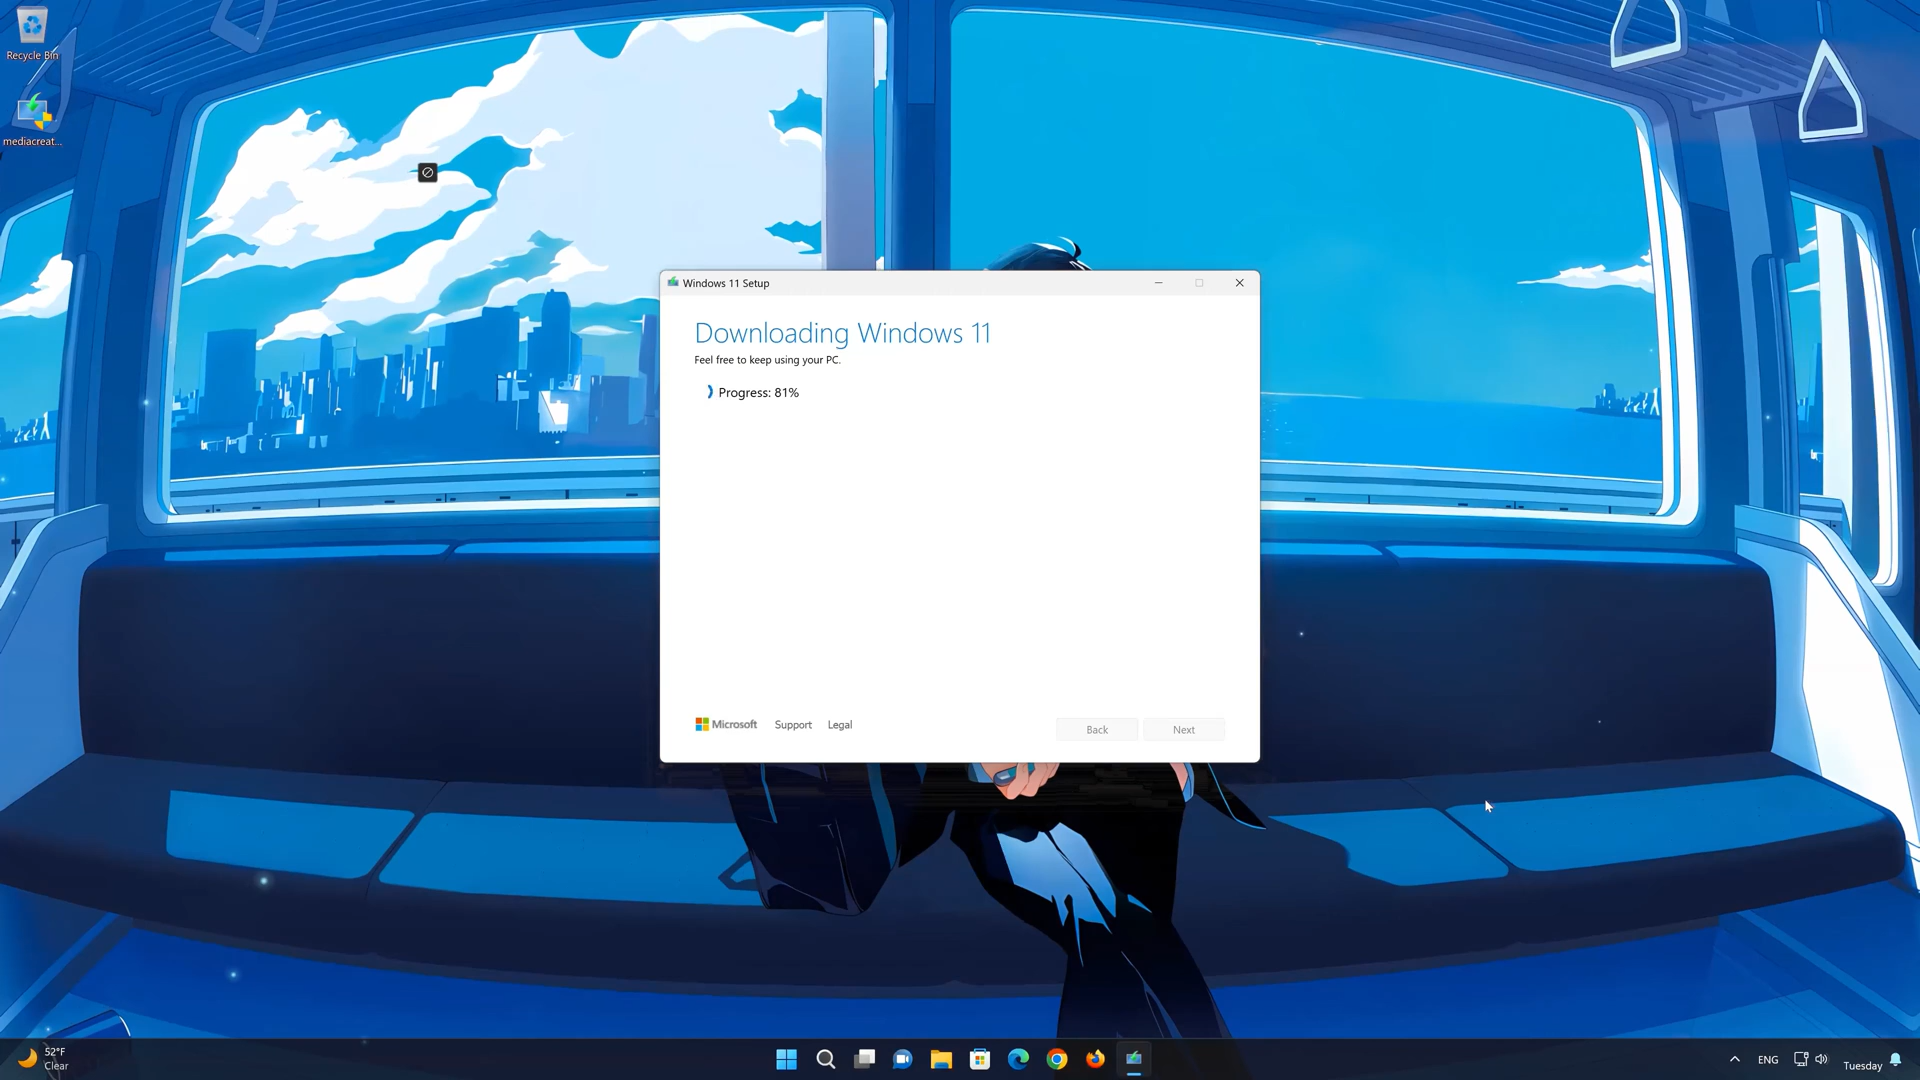 Recycle Bin
mediacreat...
Windows 11 Setup
Downloading Windows 11
Feel free to keep using your PC.
Progress: 81%
Microsoft Support Legal
Back Next
52°F
Clear
ENG
Tuesday